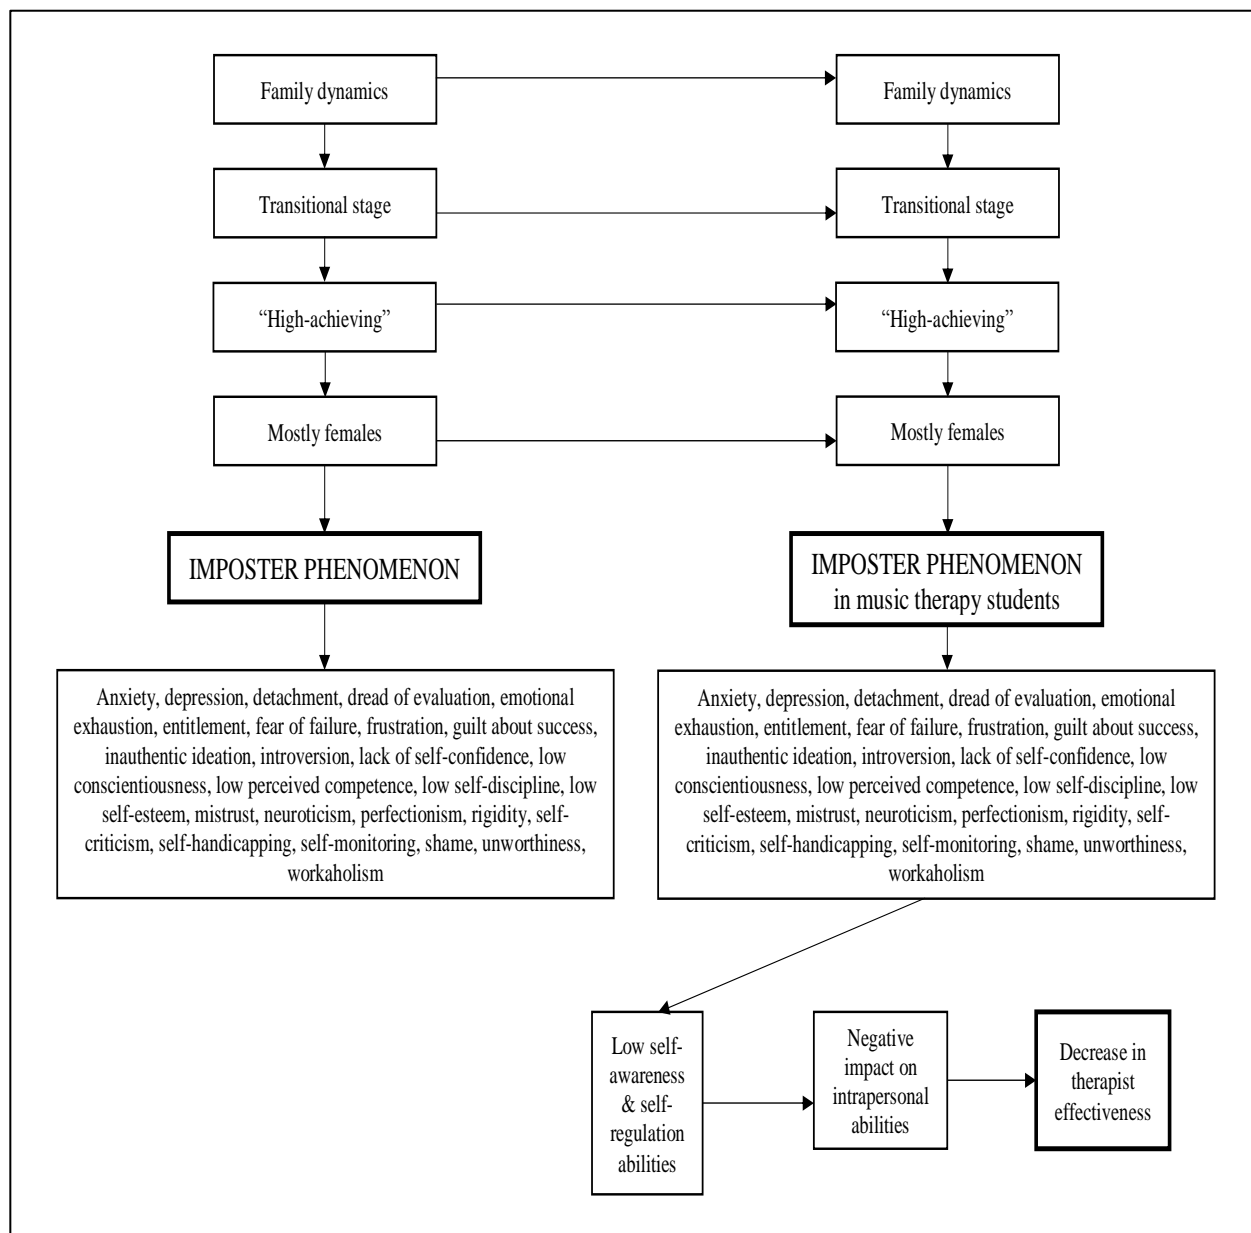 Family dynamics
Family dynamics
Transitional stage
Transitional stage
“High-achieving”
“High-achieving”
Mostly females
Mostly females
IMPOSTER PHENOMENON
IMPOSTER PHENOMENON
in music therapy students
Anxiety, depression, detachment, dread of evaluation, emotional
exhaustion, entitlement, fear of failure, frustration, guilt about success,
inauthentic ideation, introversion, lack of self-confidence, low
conscientiousness, low perceived competence, low self-discipline, low
self-esteem, mistrust, neuroticism, perfectionism, rigidity, self-
criticism, self-handicapping, self-monitoring, shame, unworthiness,
workaholism
Anxiety, depression, detachment, dread of evaluation, emotional
exhaustion, entitlement, fear of failure, frustration, guilt about success,
inauthentic ideation, introversion, lack of self-confidence, low
conscientiousness, low perceived competence, low self-discipline, low
self-esteem, mistrust, neuroticism, perfectionism, rigidity, self-
criticism, self-handicapping, self-monitoring, shame, unworthiness,
workaholism
Low self-
awareness
& self-
regulation
abilities
Negative
impact on
intrapersonal
abilities
Decrease in
therapist
effectiveness